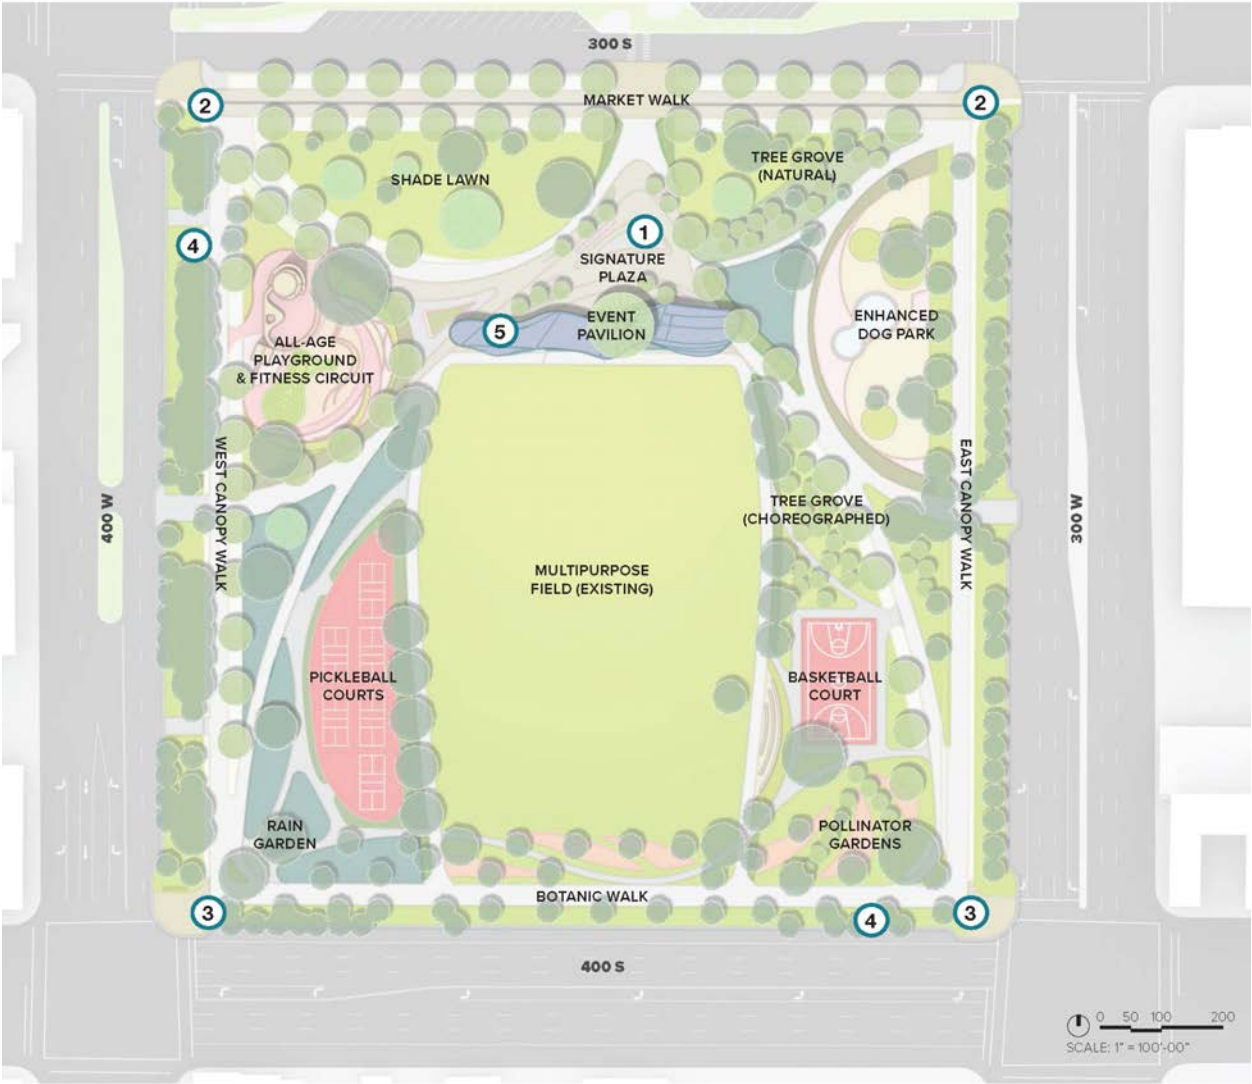 300 S
MARKET WALK
2
2
TREE GROVE
(NATURAL)
SHADE LAWN
1
4
SIGNATURE
PLAZA
EVENT
PAVILION
5
ENHANCED
DOG PARK
ALL-AGE
PLAYGROUND
& FITNESS CIRCUIT
WEST CANOPY WALK
EAST CANOPY WALK
400 W
300 W
TREE GROVE
(CHOREOGRAPHED)
MULTIPURPOSE
FIELD (EXISTING)
PICKLEBALL
COURTS
BASKETBALL
COURT
RAIN
GARDEN
POLLINATOR
GARDENS
BOTANIC WALK
3
4
3
400 S
0 50 100 200
SCALE: 1" = 100'-00"